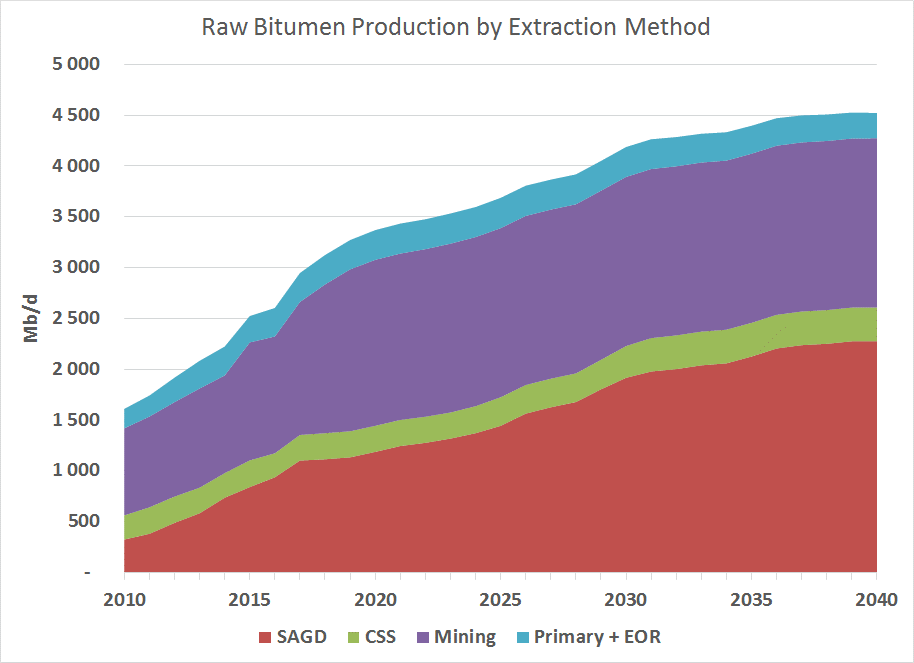 Raw Bitumen Production by Extraction Method
5 000
4 500
4 000
3 500
3 000
2 500
2 000
1 500
1 000
500
-
Mb/d
2010 2015 2020 2025 2030 2035 2040
SAGD CSS Mining Primary + EOR